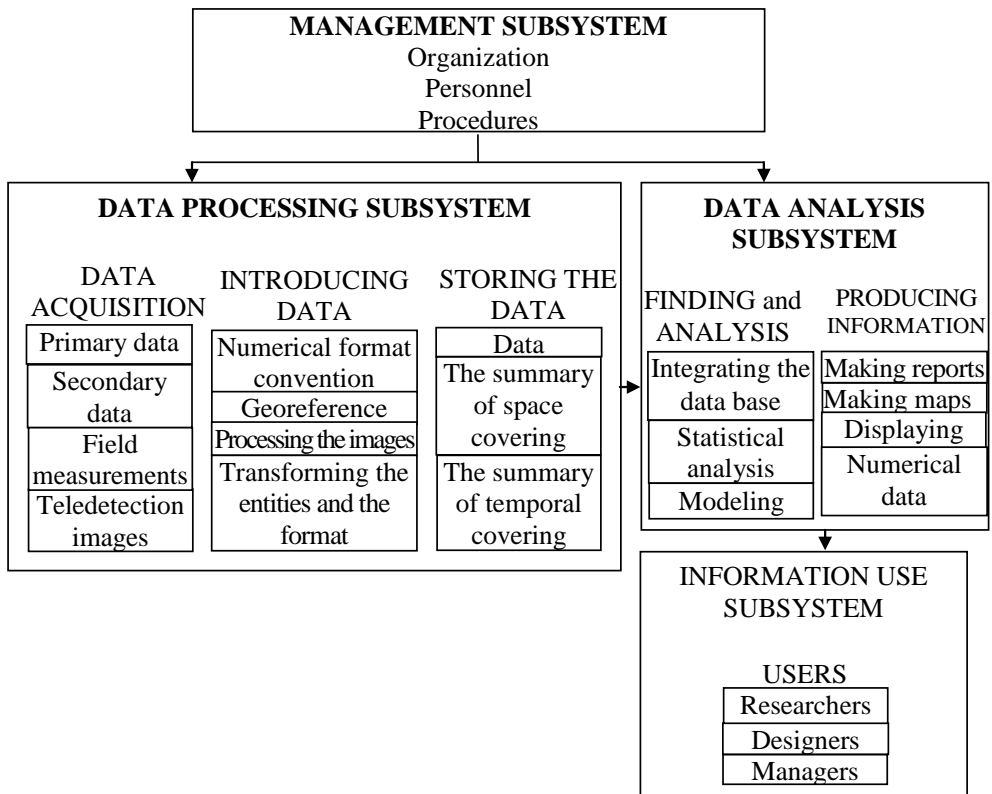 MANAGEMENT SUBSYSTEM
Organization
Personnel
Procedures
DATA PROCESSING SUBSYSTEM
DATA
ACQUISITION
Primary data
Secondary
data
Field
measurements
Teledetection
images
INTRODUCING
DATA
Numerical format
convention
Georeference
Processing the images
Transforming the
entities and the
format
STORING THE
DATA
Data
The summary
of space
covering
The summary
of temporal
covering
DATA ANALYSIS
SUBSYSTEM
FINDING and
ANALYSIS
Integrating the
data base
Statistical
analysis
Modeling
PRODUCING
INFORMATION
Making reports
Making maps
Displaying
Numerical
data
INFORMATION USE
SUBSYSTEM
USERS
Researchers
Designers
Managers